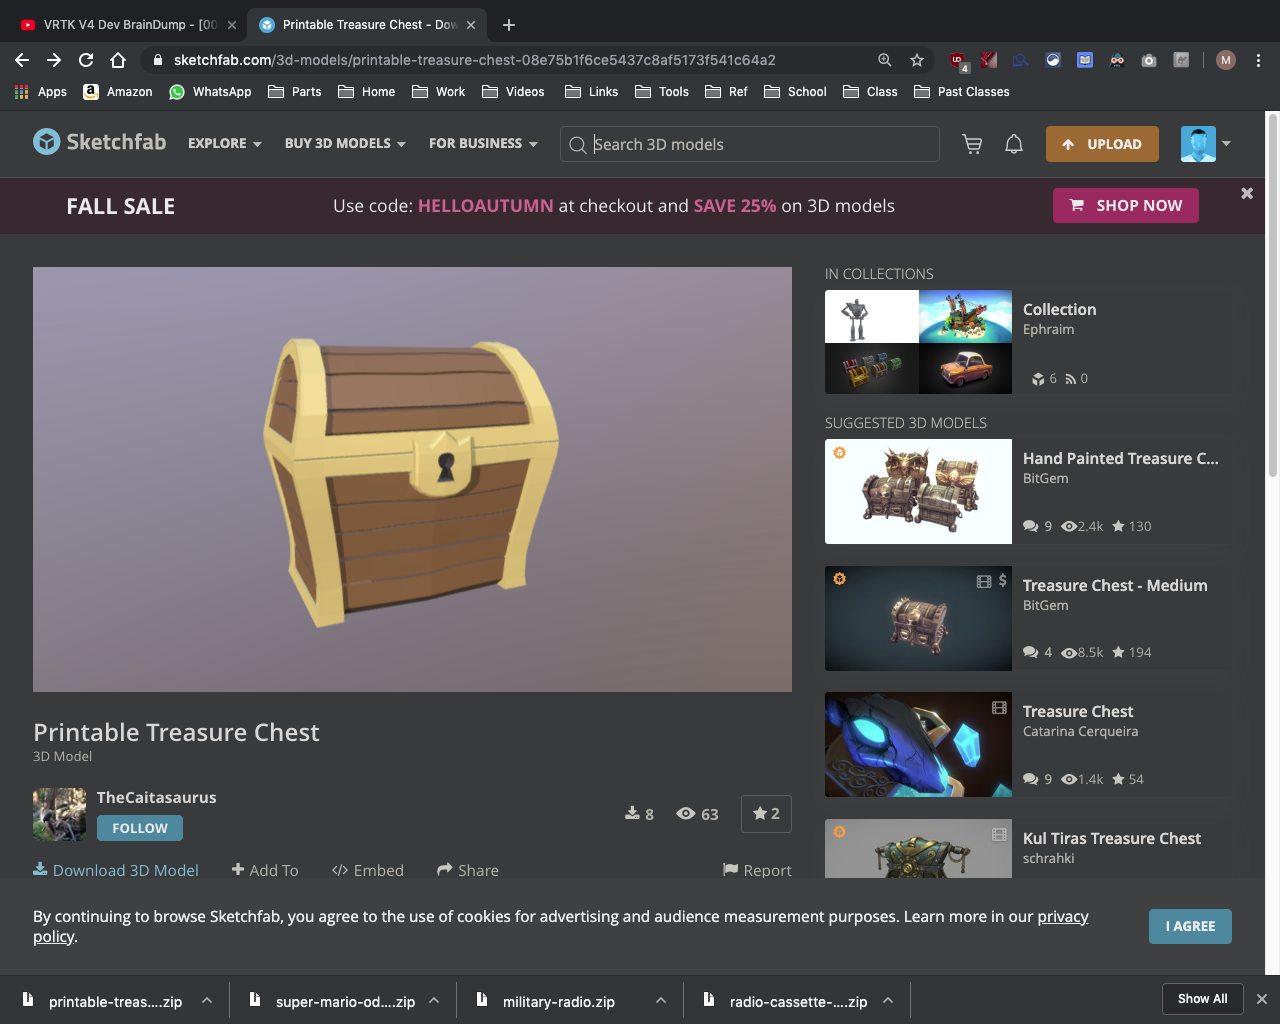 VRTK V4 Dev BrainDump - [00
Printable Treasure Chest - Dow
sketchfab.com/3d-models/printable-treasure-chest-08e75b1f6ce5437c8af5173f541c64a2
4
M
Apps
Amazon
WhatsApp
Parts
Home
Work
Videos
Links
Tools
Ref
School
Class
Past Classes
Sketchfab
EXPLORE
BUY 3D MODELS
FOR BUSINESS
Search 3D models
UPLOAD
FALL SALE
Use code: HELLOAUTUMN at checkout and SAVE 25% on 3D models
SHOP NOW
IN COLLECTIONS
Collection
Ephraim
6
0
SUGGESTED 3D MODELS
Hand Painted Treasure C...
BitGem
9 2.4k 130
Treasure Chest - Medium
BitGem
4 8.5k 194
Treasure Chest
Catarina Cerqueira
9 1.4k 54
Kul Tiras Treasure Chest
schrahki
Printable Treasure Chest
3D Model
TheCaitasaurus
FOLLOW
8
63
2
Download 3D Model
Add To
Embed
Share
Report
By continuing to browse Sketchfab, you agree to the use of cookies for advertising and audience measurement purposes. Learn more in our privacy
policy.
I AGREE
printable-treas....zip
super-mario-od....zip
military-radio.zip
radio-cassette-....zip
Show All